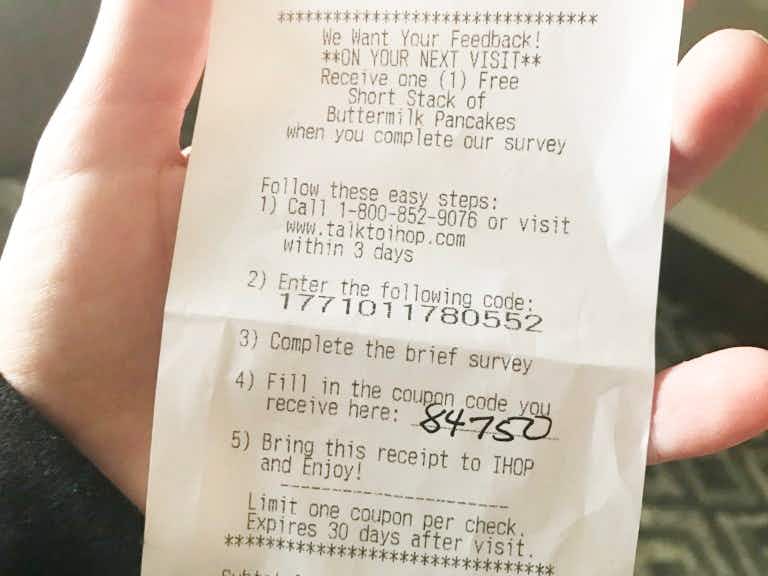 *******************************
We Want Your Feedback!
**ON YOUR NEXT VISIT**
Receive one (1) Free
Short Stack of
Buttermilk Pancakes
when you complete our survey
Follow these easy steps:
1) Call 1-800-852-9076 or visit
www.talktoihop.com
within 3 days
2) Enter the following code:
1771011780552
3) Complete the brief survey
4) Fill in the coupon code you
receive here: 84750
5) Bring this receipt to IHOP
and Enjoy!
--------------------
Limit one coupon per check.
Expires 30 days after visit.
*******************************